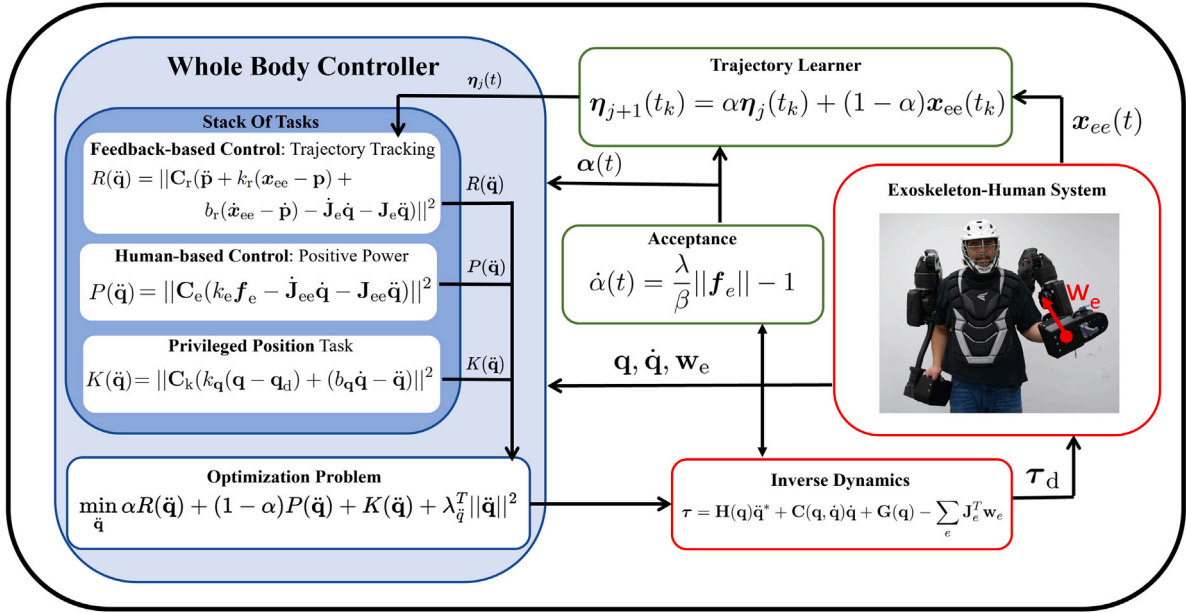 Whole Body Controller
Stack Of Tasks
Feedback-based Control: Trajectory Tracking
R(q̈) = ||C_r(p̈ + k_r(x_ee − p) +
b_r(ẋ_ee − ṗ) − J̇_e q̇ − J_e q̈)||²
Human-based Control: Positive Power
P(q̈) = ||C_e(k_e f_e − J̇_ee q̇ − J_ee q̈)||²
Privileged Position Task
K(q̈) = ||C_k(k_q(q − q_d) + (b_q q̇ − q̈)||²
R(q̈)
P(q̈)
K(q̈)
Optimization Problem
min_q̈ αR(q̈) + (1 − α)P(q̈) + K(q̈) + λ_q̈^T ||q̈||²
η_j(t)
Trajectory Learner
η_{j+1}(t_k) = αη_j(t_k) + (1 − α)x_ee(t_k)
α(t)
Acceptance
α̇(t) = λ/β ||f_e|| − 1
q, q̇, w_e
Inverse Dynamics
τ = H(q)q̈* + C(q, q̇)q̇ + G(q) − ∑_e J_e^T w_e
x_ee(t)
Exoskeleton-Human System
W_e
τ_d